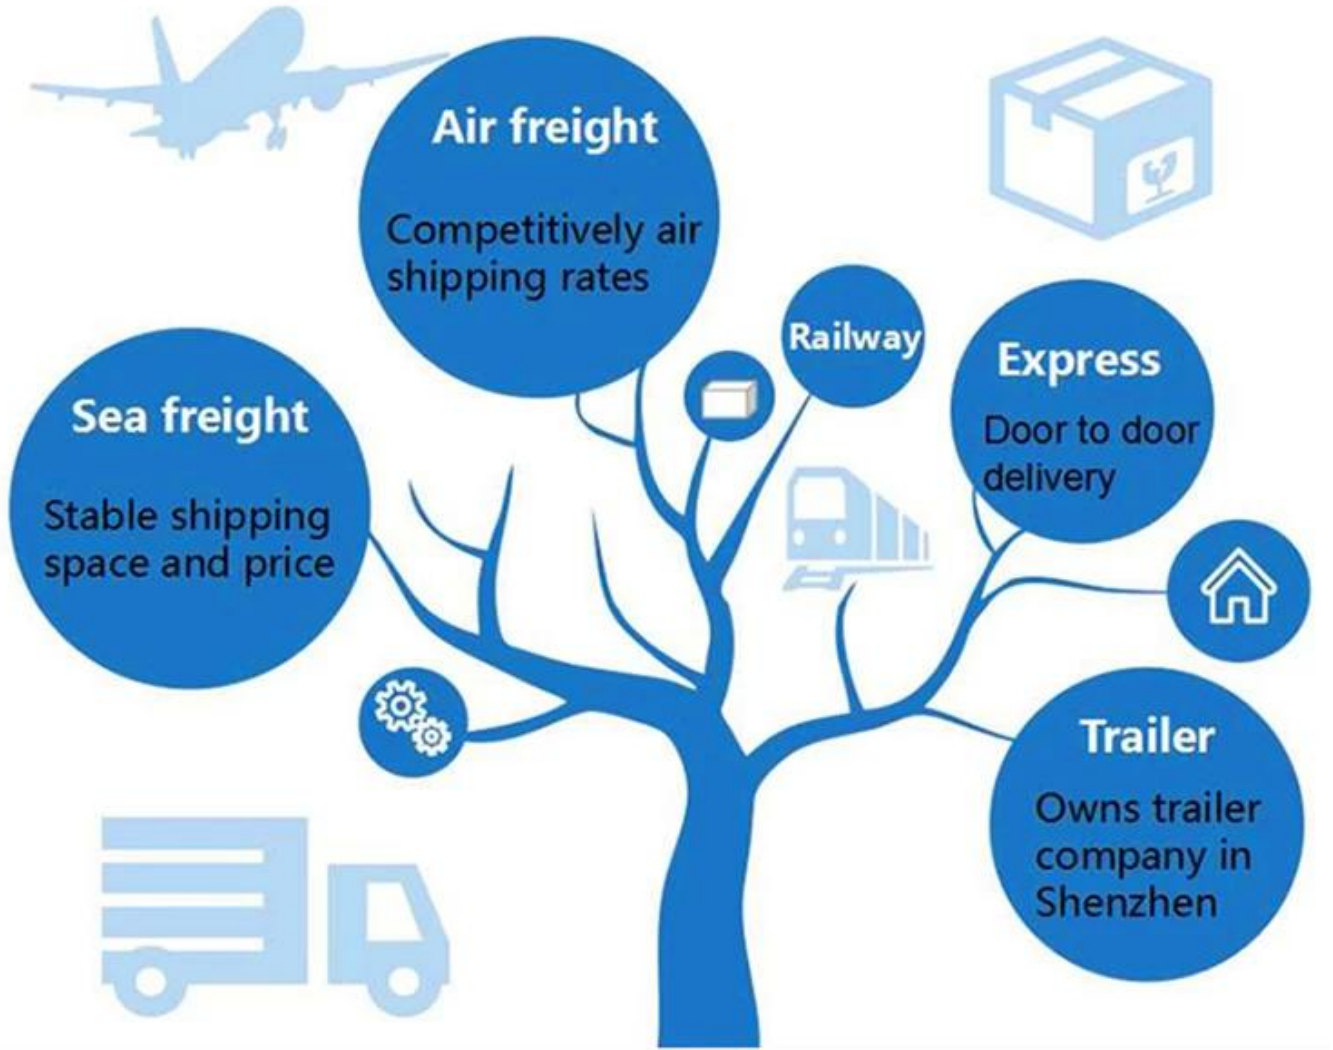 Air freight
Competitively air
shipping rates
Railway
Express
Door to door
delivery
Sea freight
Stable shipping
space and price
Trailer
Owns trailer
company in
Shenzhen